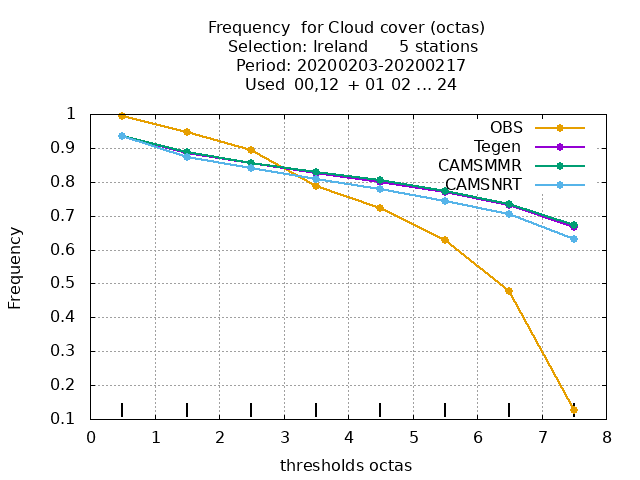 Frequency  for Cloud cover (octas)
Selection: Ireland      5 stations
Period: 20200203-20200217
Used  00,12  + 01 02 ... 24
OBS
Tegen
CAMSMMR
CAMSNRT
1
0.9
0.8
0.7
0.6
0.5
0.4
0.3
0.2
0.1
Frequency
0 1 2 3 4 5 6 7 8
thresholds octas